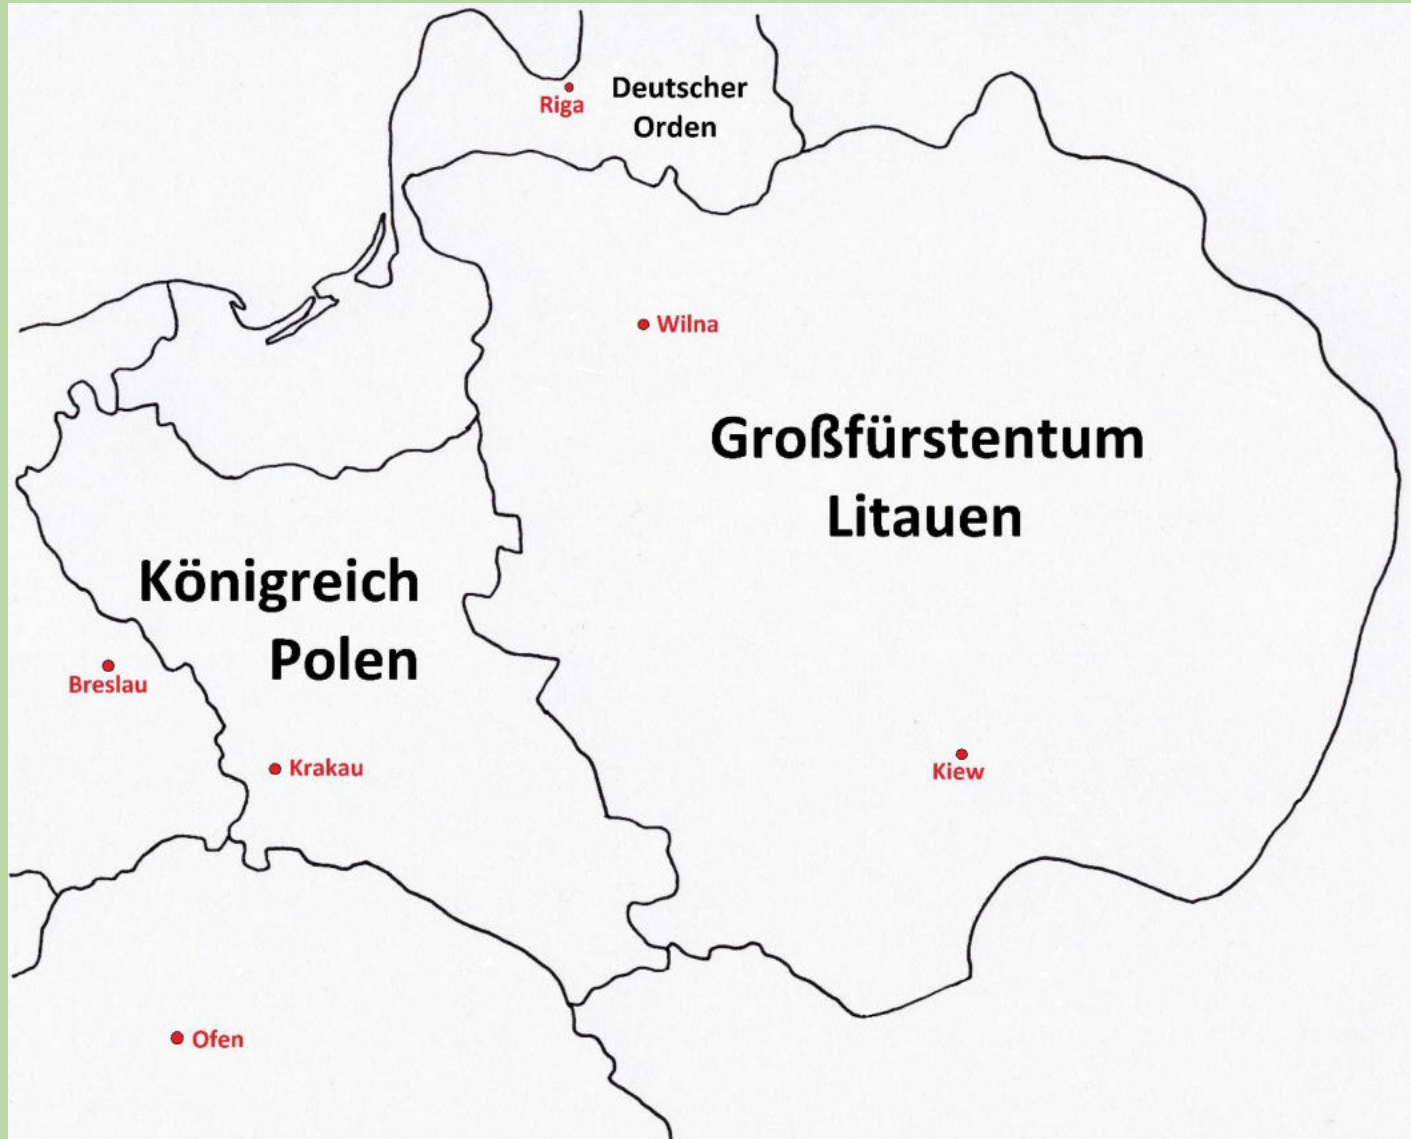 Deutscher
Orden
Riga
Wilna
Großfürstentum
Litauen
Königreich
Polen
Breslau
Krakau
Kiew
Ofen